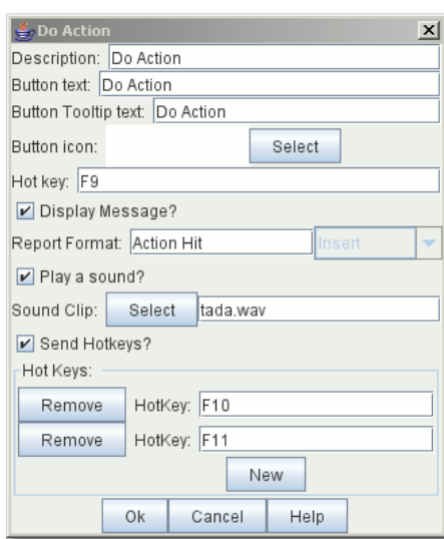 Do Action
Description: Do Action
Button text: Do Action
Button Tooltip text: Do Action
Button icon: Select
Hot key: F9
Display Message?
Report Format: Action Hit Insert
Play a sound?
Sound Clip: Select tada.wav
Send Hotkeys?
Hot Keys:
Remove HotKey: F10
Remove HotKey: F11
New
Ok Cancel Help